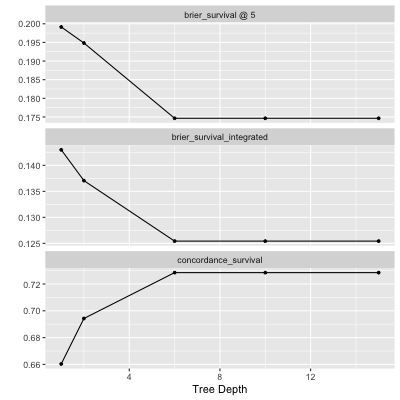 brier_survival @ 5
0.200
0.195
0.190
0.185
0.180
0.175
brier_survival_integrated
0.140
0.135
0.130
0.125
concordance_survival
0.72
0.70
0.68
0.66
4 8 12
Tree Depth